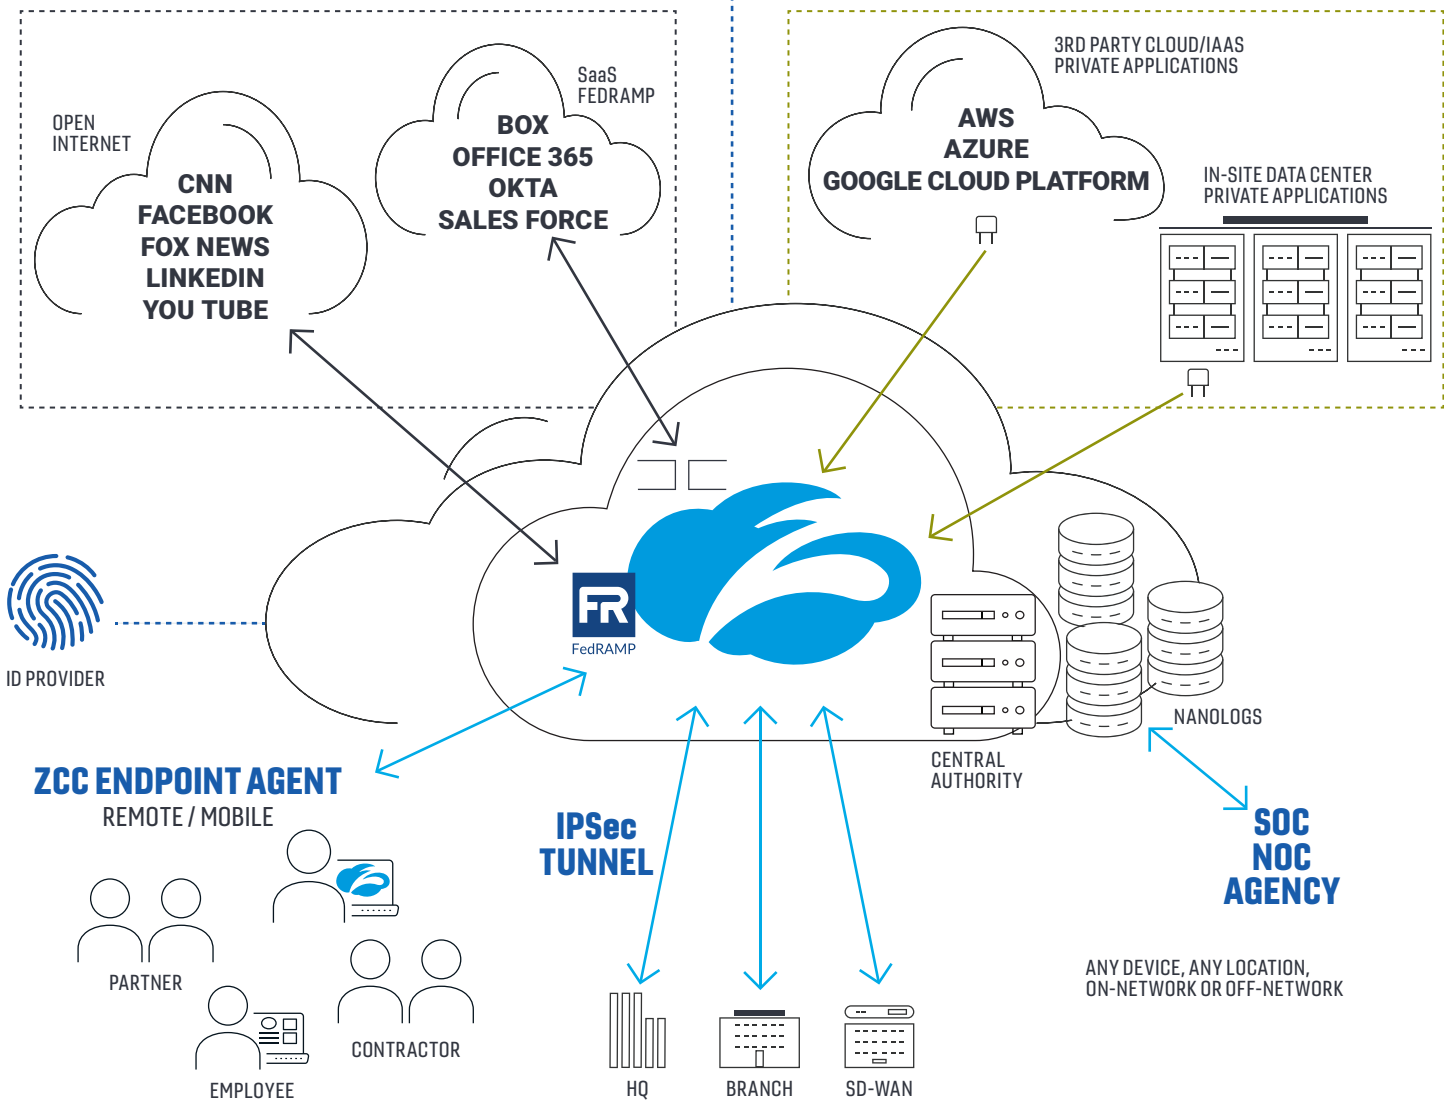 OPEN
INTERNET
CNN
FACEBOOK
FOX NEWS
LINKEDIN
YOU TUBE
SaaS
FEDRAMP
BOX
OFFICE 365
OKTA
SALES FORCE
3RD PARTY CLOUD/IAAS
PRIVATE APPLICATIONS
AWS
AZURE
GOOGLE CLOUD PLATFORM
IN-SITE DATA CENTER
PRIVATE APPLICATIONS
FR
FedRAMP
ID PROVIDER
NANOLOGS
CENTRAL
AUTHORITY
ZCC ENDPOINT AGENT
REMOTE / MOBILE
IPSec
TUNNEL
SOC
NOC
AGENCY
PARTNER
CONTRACTOR
EMPLOYEE
ANY DEVICE, ANY LOCATION,
ON-NETWORK OR OFF-NETWORK
HQ
BRANCH
SD-WAN